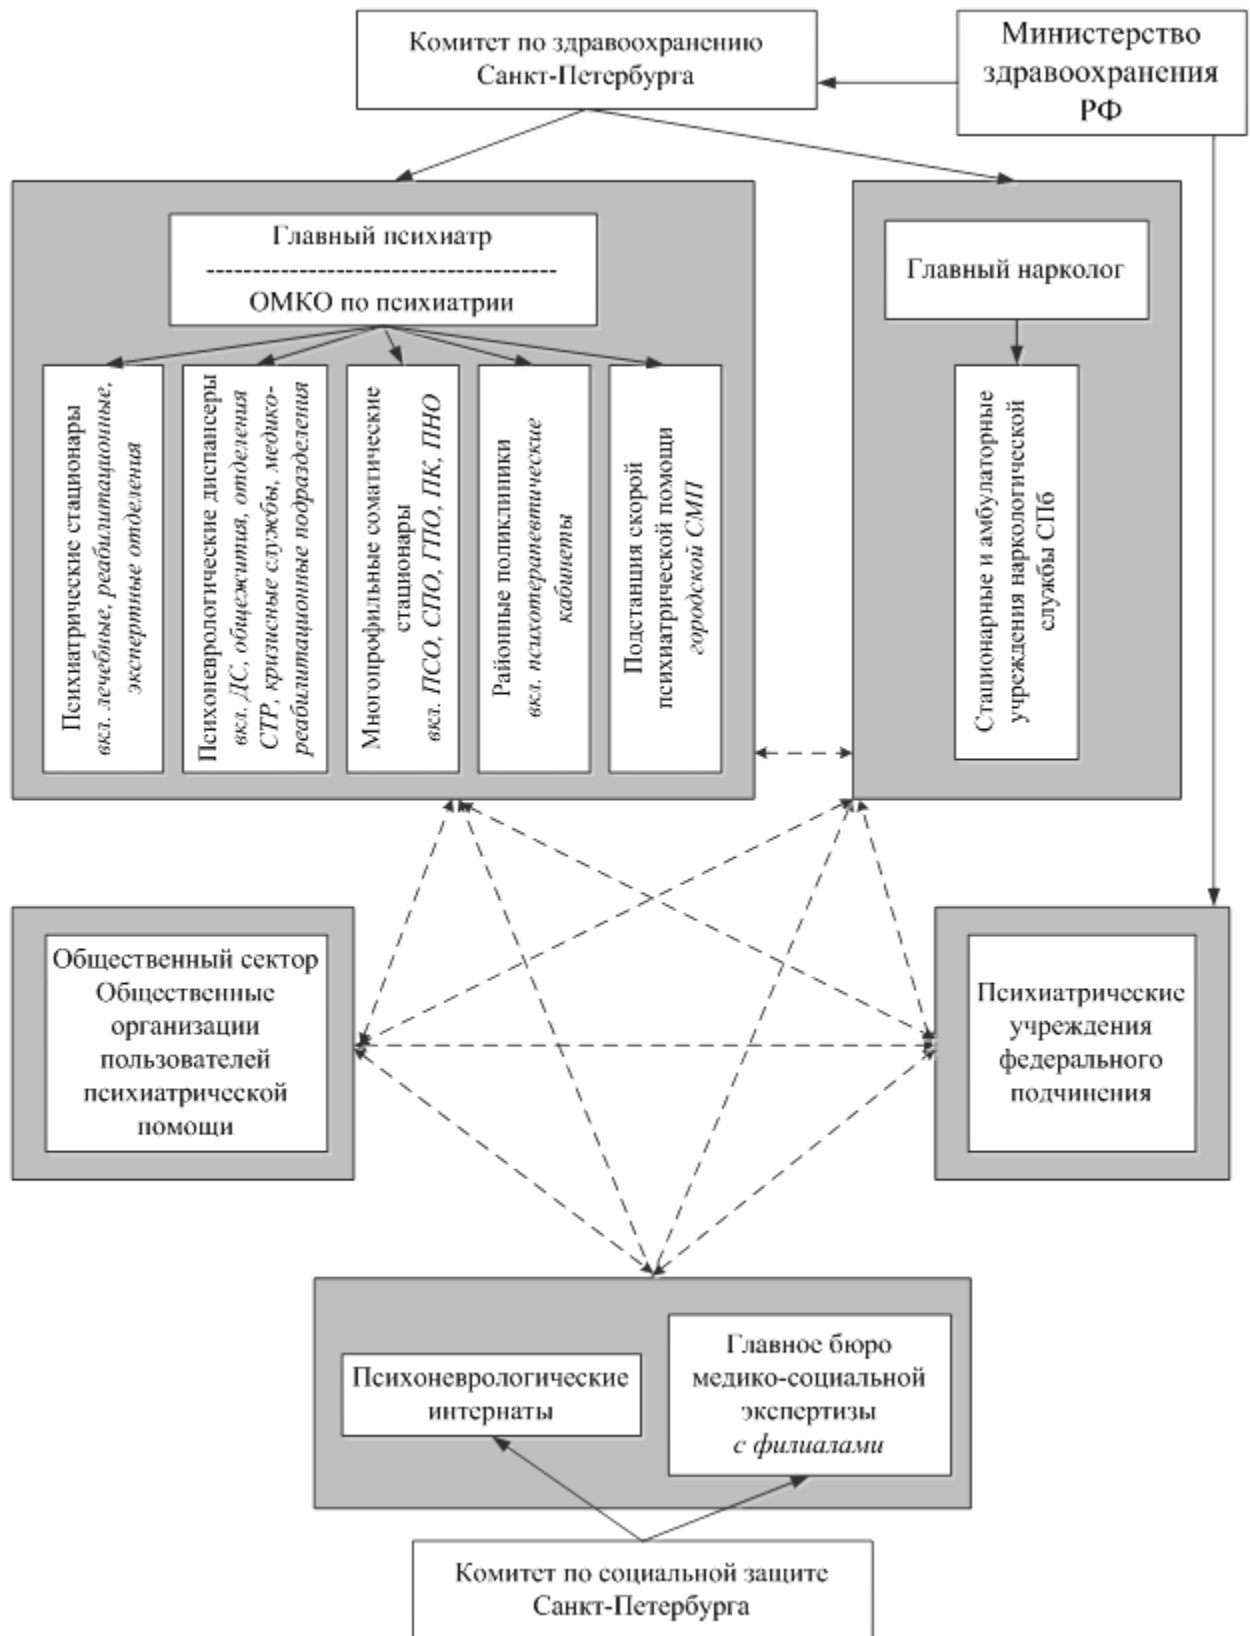 Комитет по здравоохранению
Санкт-Петербурга
Министерство
здравоохранения
РФ
Главный психиатр
-------------------------------------
ОМКО по психиатрии
Главный нарколог
Психиатрические стационары
вкл. лечебные, реабилитационные,
экспертные отделения
Психоневрологические диспансеры
вкл. ДС, общежития, отделения
СТР, кризисные службы, медико-
реабилитационные подразделения
Многопрофильные соматические
стационары
вкл. ПСО, СПО, ГПО, ПК, ПНО
Районные поликлиники
вкл. психотерапевтические
кабинеты
Подстанция скорой
психиатрической помощи
городской СМП
Стационарные и амбулаторные
учреждения наркологической
службы СПб
Общественный сектор
Общественные
организации
пользователей
психиатрической
помощи
Психиатрические
учреждения
федерального
подчинения
Психоневрологические
интернаты
Главное бюро
медико-социальной
экспертизы
с филиалами
Комитет по социальной защите
Санкт-Петербурга